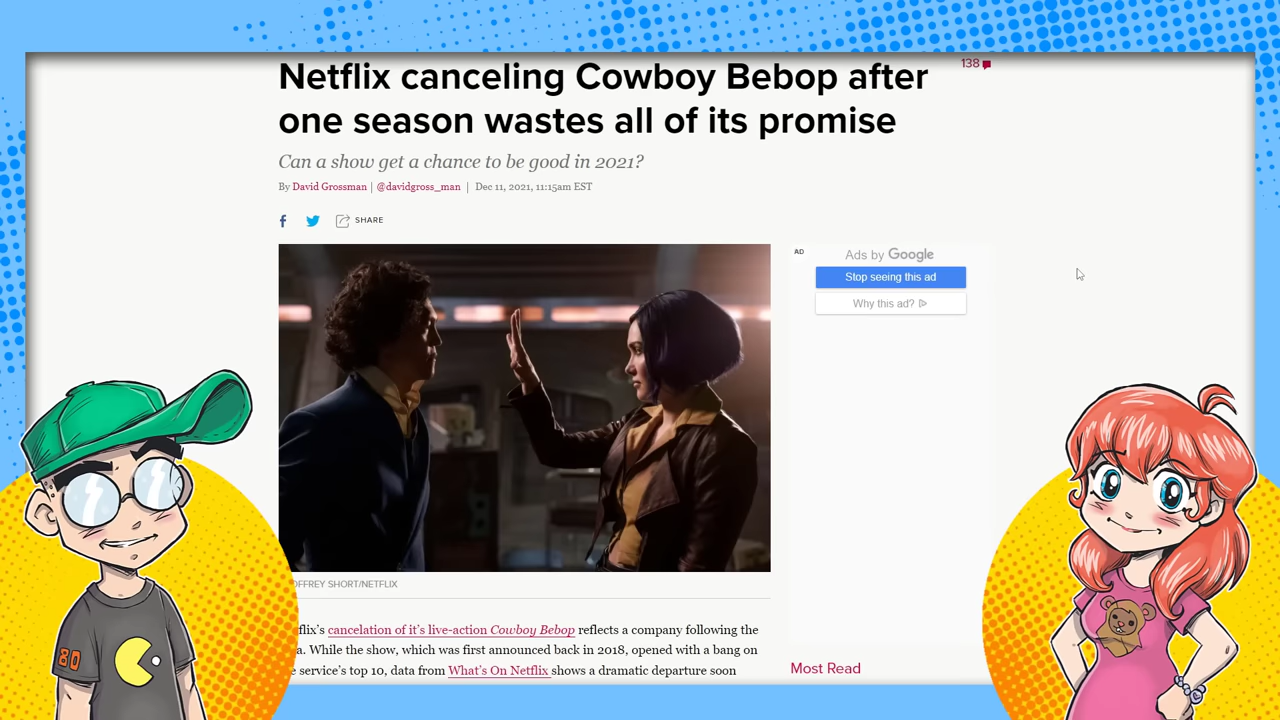 Netflix canceling Cowboy Bebop after
138
one season wastes all of its promise
Can a show get a chance to be good in 2021?
By David Grossman | @davidgross_man | Dec 11, 2021, 11:15am EST
SHARE
AD
Ads by Google
Stop seeing this ad
Why this ad?
OFFREY SHORT/NETFLIX
flix's cancelation of it's live-action Cowboy Bebop reflects a company following the
a. While the show, which was first announced back in 2018, opened with a bang on
service's top 10, data from What's On Netflix shows a dramatic departure soon
Most Read
80